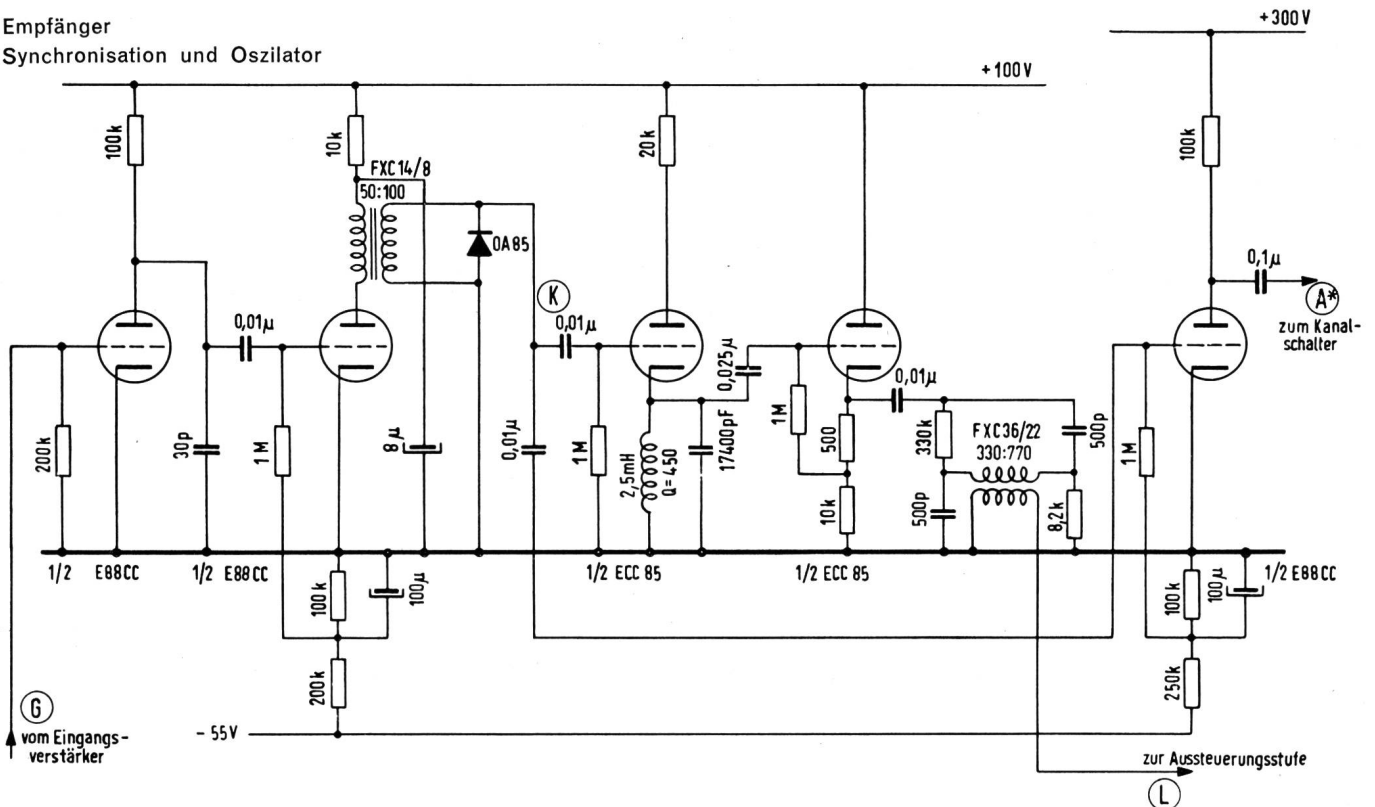 Empfänger
Synchronisation und Oszilator
+300V
+100V
100k
10k
FXC14/8
50:100
20k
100k
OA85
K
0,01µ
0,01µ
0,025µ
0,01µ
0,1µ
A*
zum Kanal-
schalter
200k
30p
1M
8µ
0,01µ
1M
2,5mH
Q=450
17400pF
1M
500
10k
330k
500p
FXC36/22
330:770
500p
8,2k
1M
1/2 E88CC
1/2 E88CC
1/2 ECC 85
1/2 ECC 85
1/2 E88CC
100k
100µ
200k
100k
100µ
250k
G
vom Eingangs-
verstärker
- 55V
zur Aussteuerungsstufe
L